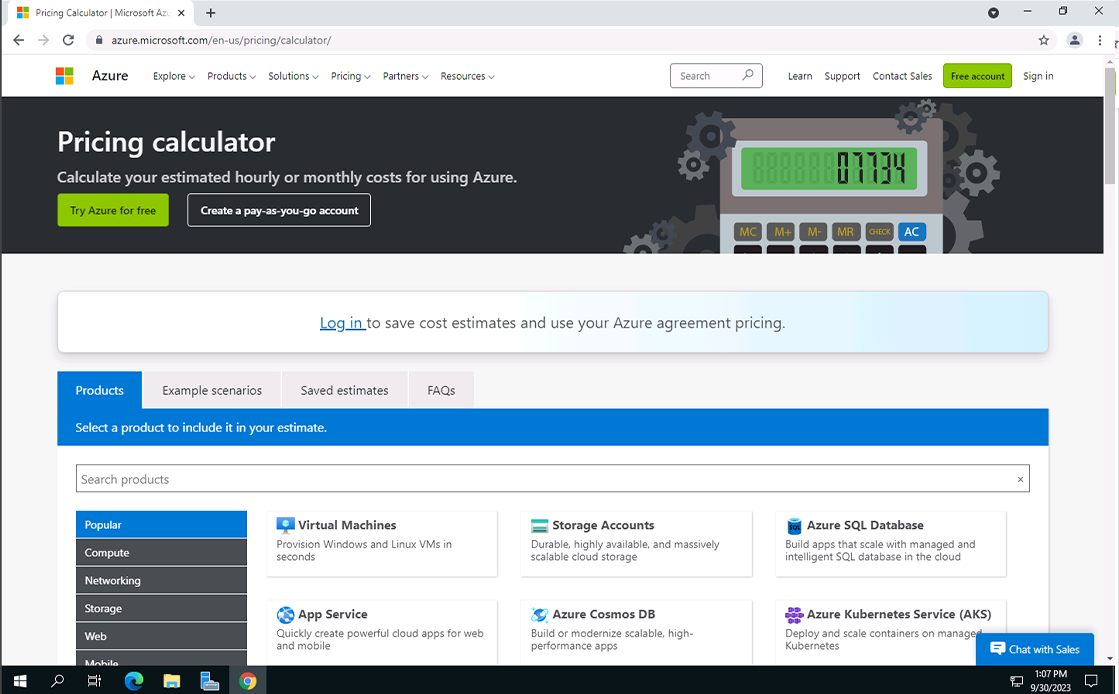 Pricing Calculator | Microsoft Az
azure.microsoft.com/en-us/pricing/calculator/
Azure Explore Products Solutions Pricing Partners Resources Search Learn Support Contact Sales Free account Sign in
Pricing calculator
Calculate your estimated hourly or monthly costs for using Azure.
Try Azure for free Create a pay-as-you-go account
07734
MC M+ M- MR CHECK AC
Log in to save cost estimates and use your Azure agreement pricing.
Products Example scenarios Saved estimates FAQs
Select a product to include it in your estimate.
Search products
Popular
Compute
Networking
Storage
Web
Mobile
Virtual Machines
Provision Windows and Linux VMs in
seconds
Storage Accounts
Durable, highly available, and massively
scalable cloud storage
SQL
Azure SQL Database
Build apps that scale with managed and
intelligent SQL database in the cloud
App Service
Quickly create powerful cloud apps for web
and mobile
Azure Cosmos DB
Build or modernize scalable, high-
performance apps
Azure Kubernetes Service (AKS)
Deploy and scale containers on managed
Kubernetes
Chat with Sales
1:07 PM
9/30/2023